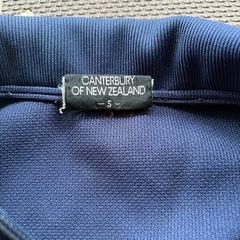 CANTERBURY
OF NEW ZEALAND
- S -